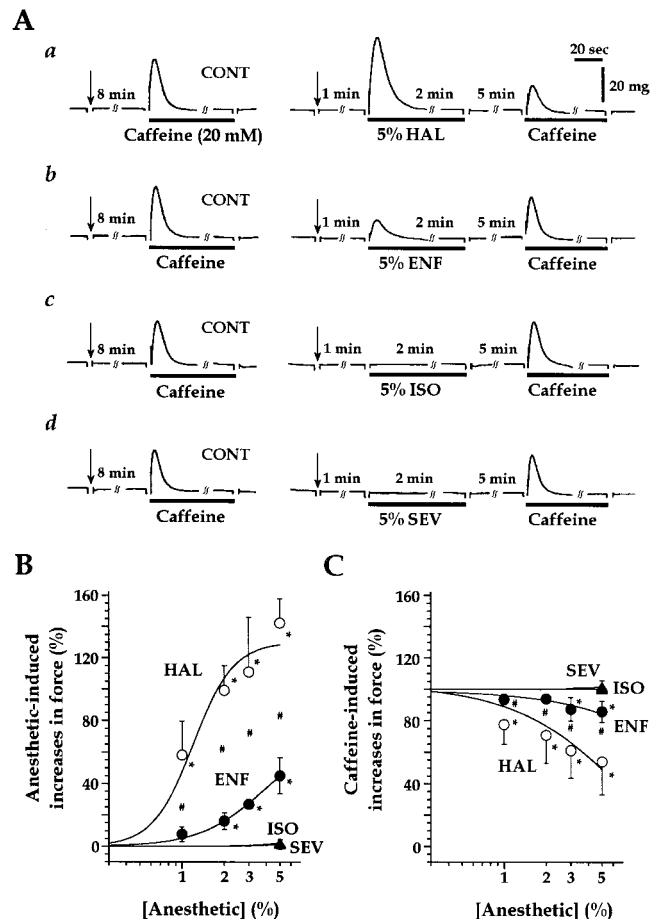 A
a
8 min
CONT
Caffeine (20 mM)
1 min
2 min
5% HAL
5 min
Caffeine
20 sec
20 mg
b
8 min
CONT
Caffeine
1 min
2 min
5% ENF
5 min
Caffeine
c
8 min
CONT
Caffeine
1 min
2 min
5% ISO
5 min
Caffeine
d
8 min
CONT
Caffeine
1 min
2 min
5% SEV
5 min
Caffeine
B
Anesthetic-induced
increases in force (%)
160
120
80
40
0
HAL
ENF
ISO
SEV
* * * *
# # # #
* * *
1 2 3 5
[Anesthetic] (%)
C
Caffeine-induced
increases in force (%)
160
120
80
40
0
SEV
ISO
ENF
HAL
* *
# # # #
* * * *
1 2 3 5
[Anesthetic] (%)